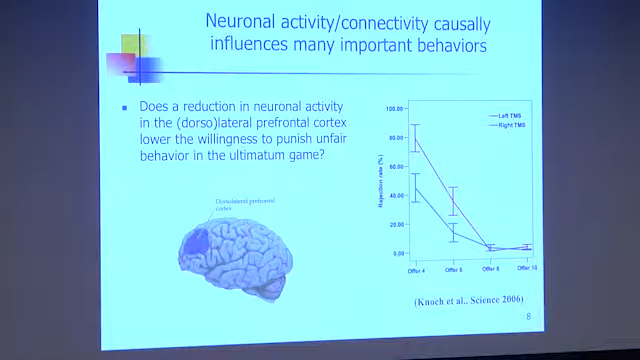 Neuronal activity/connectivity causally
influences many important behaviors
Does a reduction in neuronal activity
in the (dorso)lateral prefrontal cortex
lower the willingness to punish unfair
behavior in the ultimatum game?
Dorsolateral prefrontal
cortex
100.00
80.00
60.00
40.00
20.00
0.00
Rejection rate (%)
Left TMS
Right TMS
Offer 4
Offer 6
Offer 8
Offer 10
(Knoch et al., Science 2006)
8